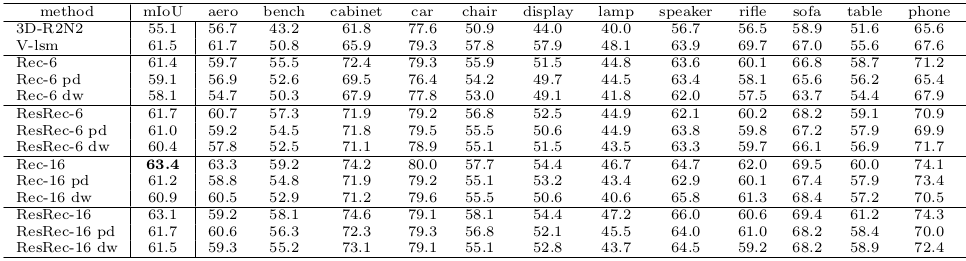 method mIoU aero bench cabinet car chair display lamp speaker rifle sofa table phone
3D-R2N2 55.1 56.7 43.2 61.8 77.6 50.9 44.0 40.0 56.7 56.5 58.9 51.6 65.6
V-lsm 61.5 61.7 50.8 65.9 79.3 57.8 57.9 48.1 63.9 69.7 67.0 55.6 67.6
Rec-6 61.4 59.7 55.5 72.4 79.3 55.9 51.5 44.8 63.6 60.1 66.8 58.7 71.2
Rec-6 pd 59.1 56.9 52.6 69.5 76.4 54.2 49.7 44.5 63.4 58.1 65.6 56.2 65.4
Rec-6 dw 58.1 54.7 50.3 67.9 77.8 53.0 49.1 41.8 62.0 57.5 63.7 54.4 67.9
ResRec-6 61.7 60.7 57.3 71.9 79.2 56.8 52.5 44.9 62.1 60.2 68.2 59.1 70.9
ResRec-6 pd 61.0 59.2 54.5 71.8 79.5 55.5 50.6 44.9 63.8 59.8 67.2 57.9 69.9
ResRec-6 dw 60.4 57.8 52.5 71.1 78.9 55.1 51.5 43.5 63.3 59.7 66.1 56.9 71.7
Rec-16 63.4 63.3 59.2 74.2 80.0 57.7 54.4 46.7 64.7 62.0 69.5 60.0 74.1
Rec-16 pd 61.2 58.8 54.8 71.9 79.2 55.1 53.2 43.4 62.9 60.1 67.4 57.9 73.4
Rec-16 dw 60.9 60.5 52.9 71.2 79.6 55.5 50.6 40.6 65.8 61.3 68.4 57.2 70.5
ResRec-16 63.1 59.2 58.1 74.6 79.1 58.1 54.4 47.2 66.0 60.6 69.4 61.2 74.3
ResRec-16 pd 61.7 60.6 56.3 72.3 79.3 56.8 52.1 45.5 64.0 61.0 68.2 58.4 70.0
ResRec-16 dw 61.5 59.3 55.2 73.1 79.1 55.1 52.8 43.7 64.5 59.2 68.2 58.9 72.4